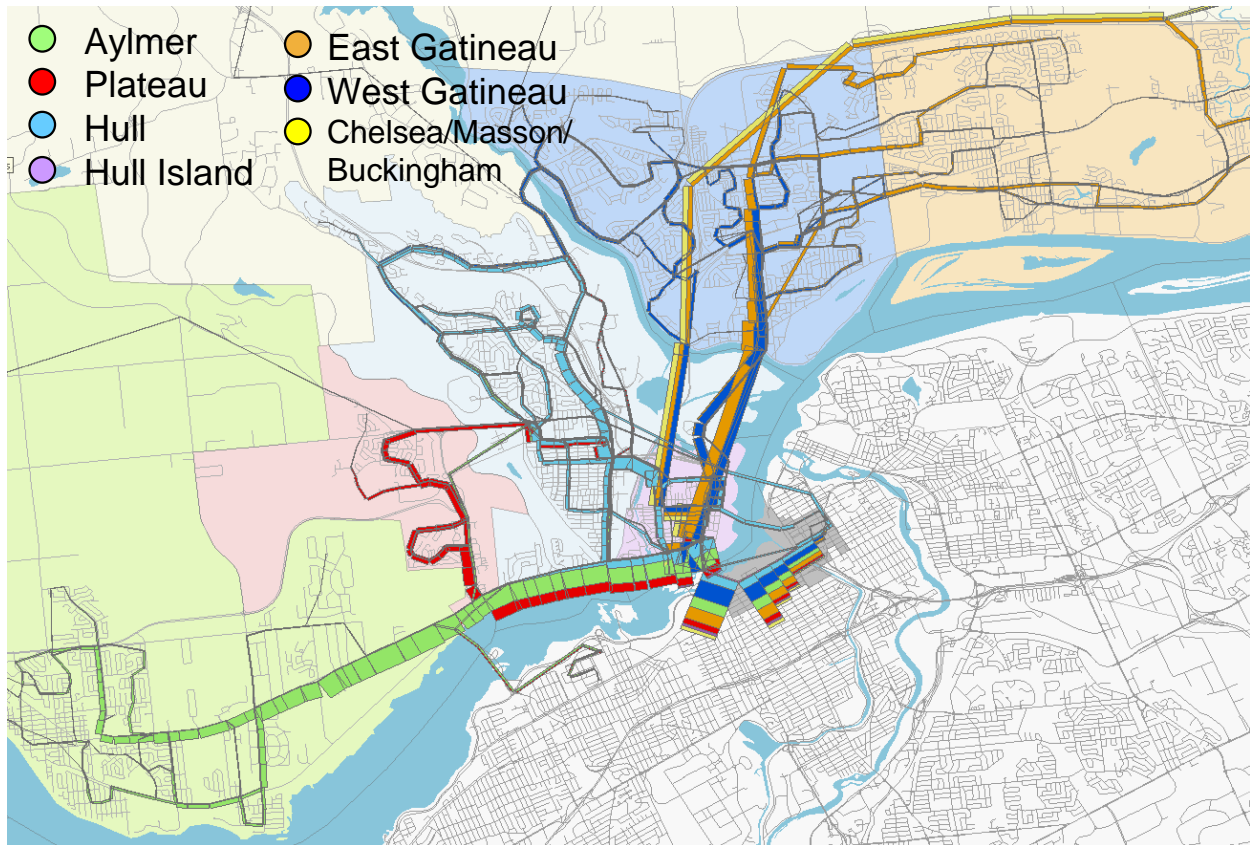 Aylmer
Plateau
Hull
Hull Island
East Gatineau
West Gatineau
Chelsea/Masson/
Buckingham